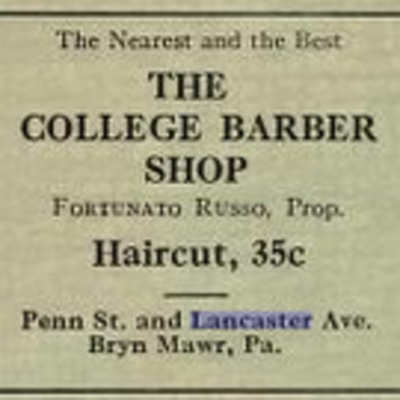 The Nearest and the Best
THE
COLLEGE BARBER
SHOP
FORTUNATO RUSSO, Prop.
Haircut, 35c
Penn St. and Lancaster Ave.
Bryn Mawr, Pa.